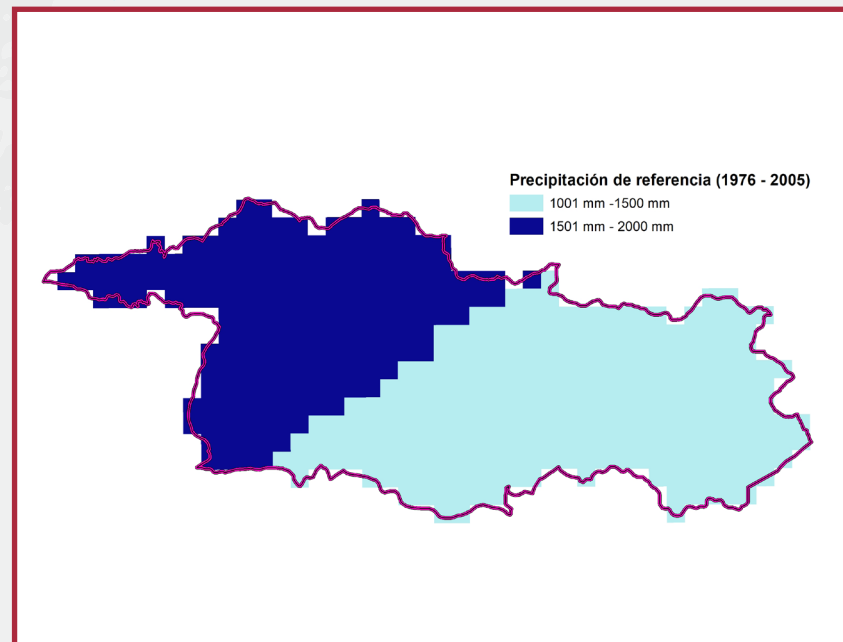 Precipitación de referencia (1976 - 2005)
1001 mm -1500 mm
1501 mm - 2000 mm